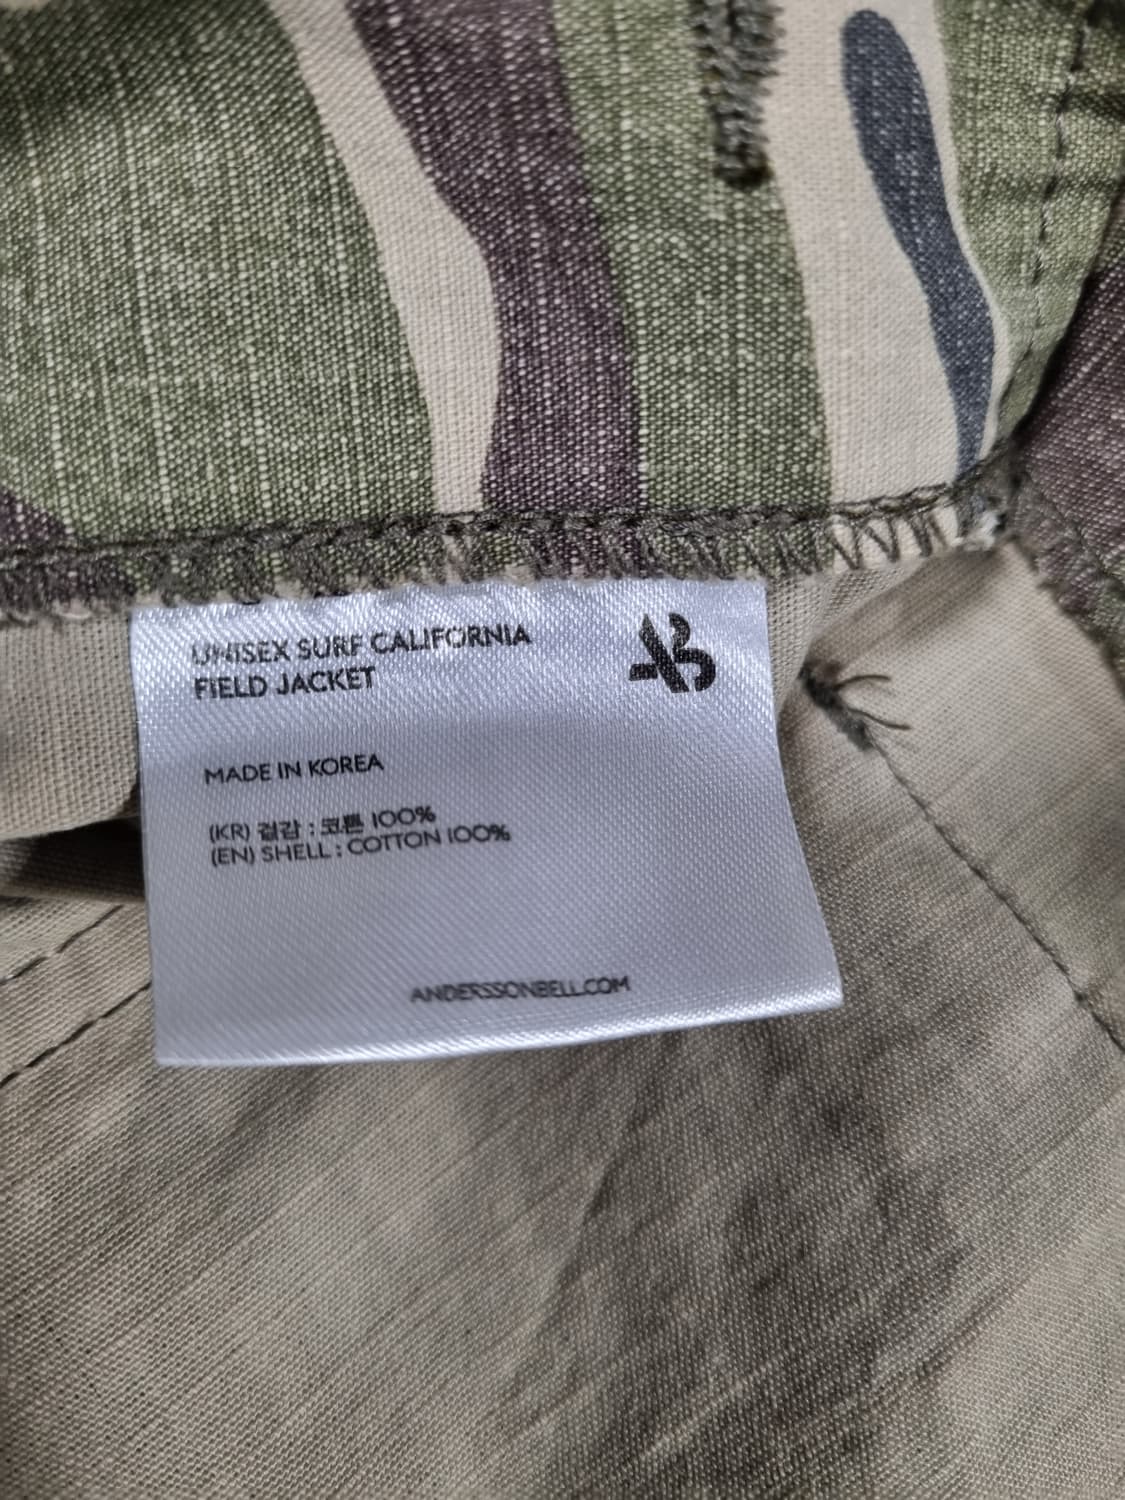 UNISEX SURF CALIFORNIA
FIELD JACKET
AB
MADE IN KOREA
(KR) 겉감 : 코튼 100%
(EN) SHELL : COTTON 100%
ANDERSSONBELL.COM